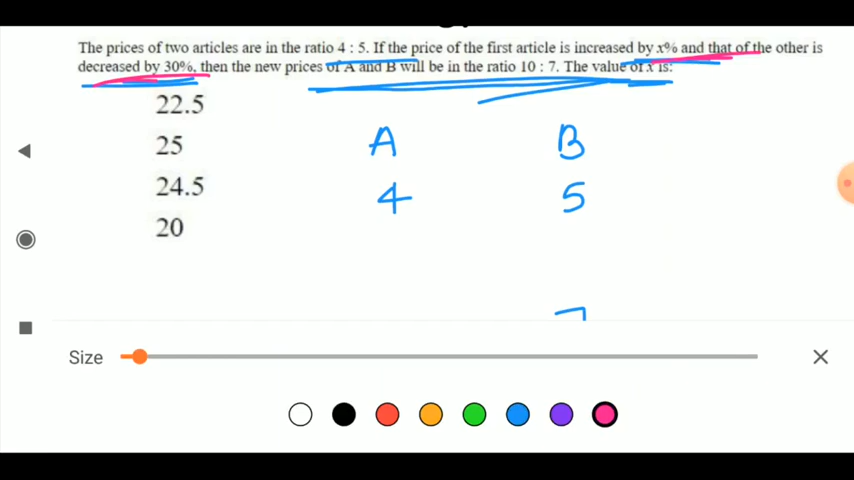 The prices of two articles are in the ratio 4 : 5. If the price of the first article is increased by x% and that of the other is
decreased by 30%, then the new prices of A and B will be in the ratio 10 : 7. The value of x is:
22.5
25
24.5
20
A B
4 5
7
Size